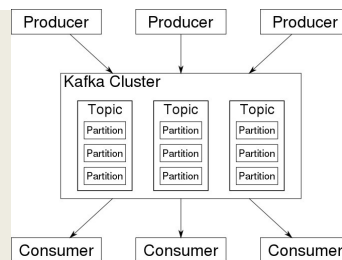 Producer Producer Producer
Kafka Cluster
Topic Topic Topic
Partition Partition Partition
Partition Partition Partition
Partition Partition Partition
Consumer Consumer Consumer